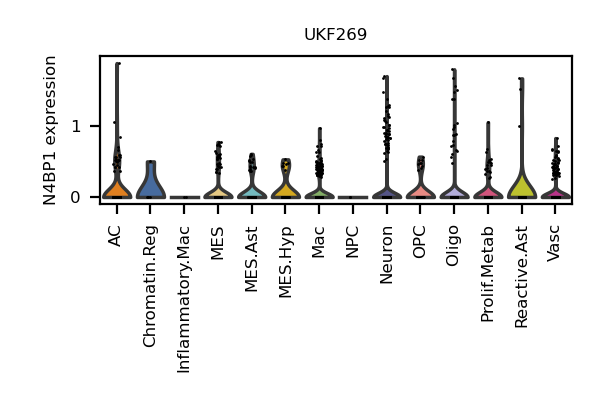 UKF269
N4BP1 expression
1
0
AC
Chromatin.Reg
Inflammatory.Mac
MES
MES.Ast
MES.Hyp
Mac
NPC
Neuron
OPC
Oligo
Prolif.Metab
Reactive.Ast
Vasc